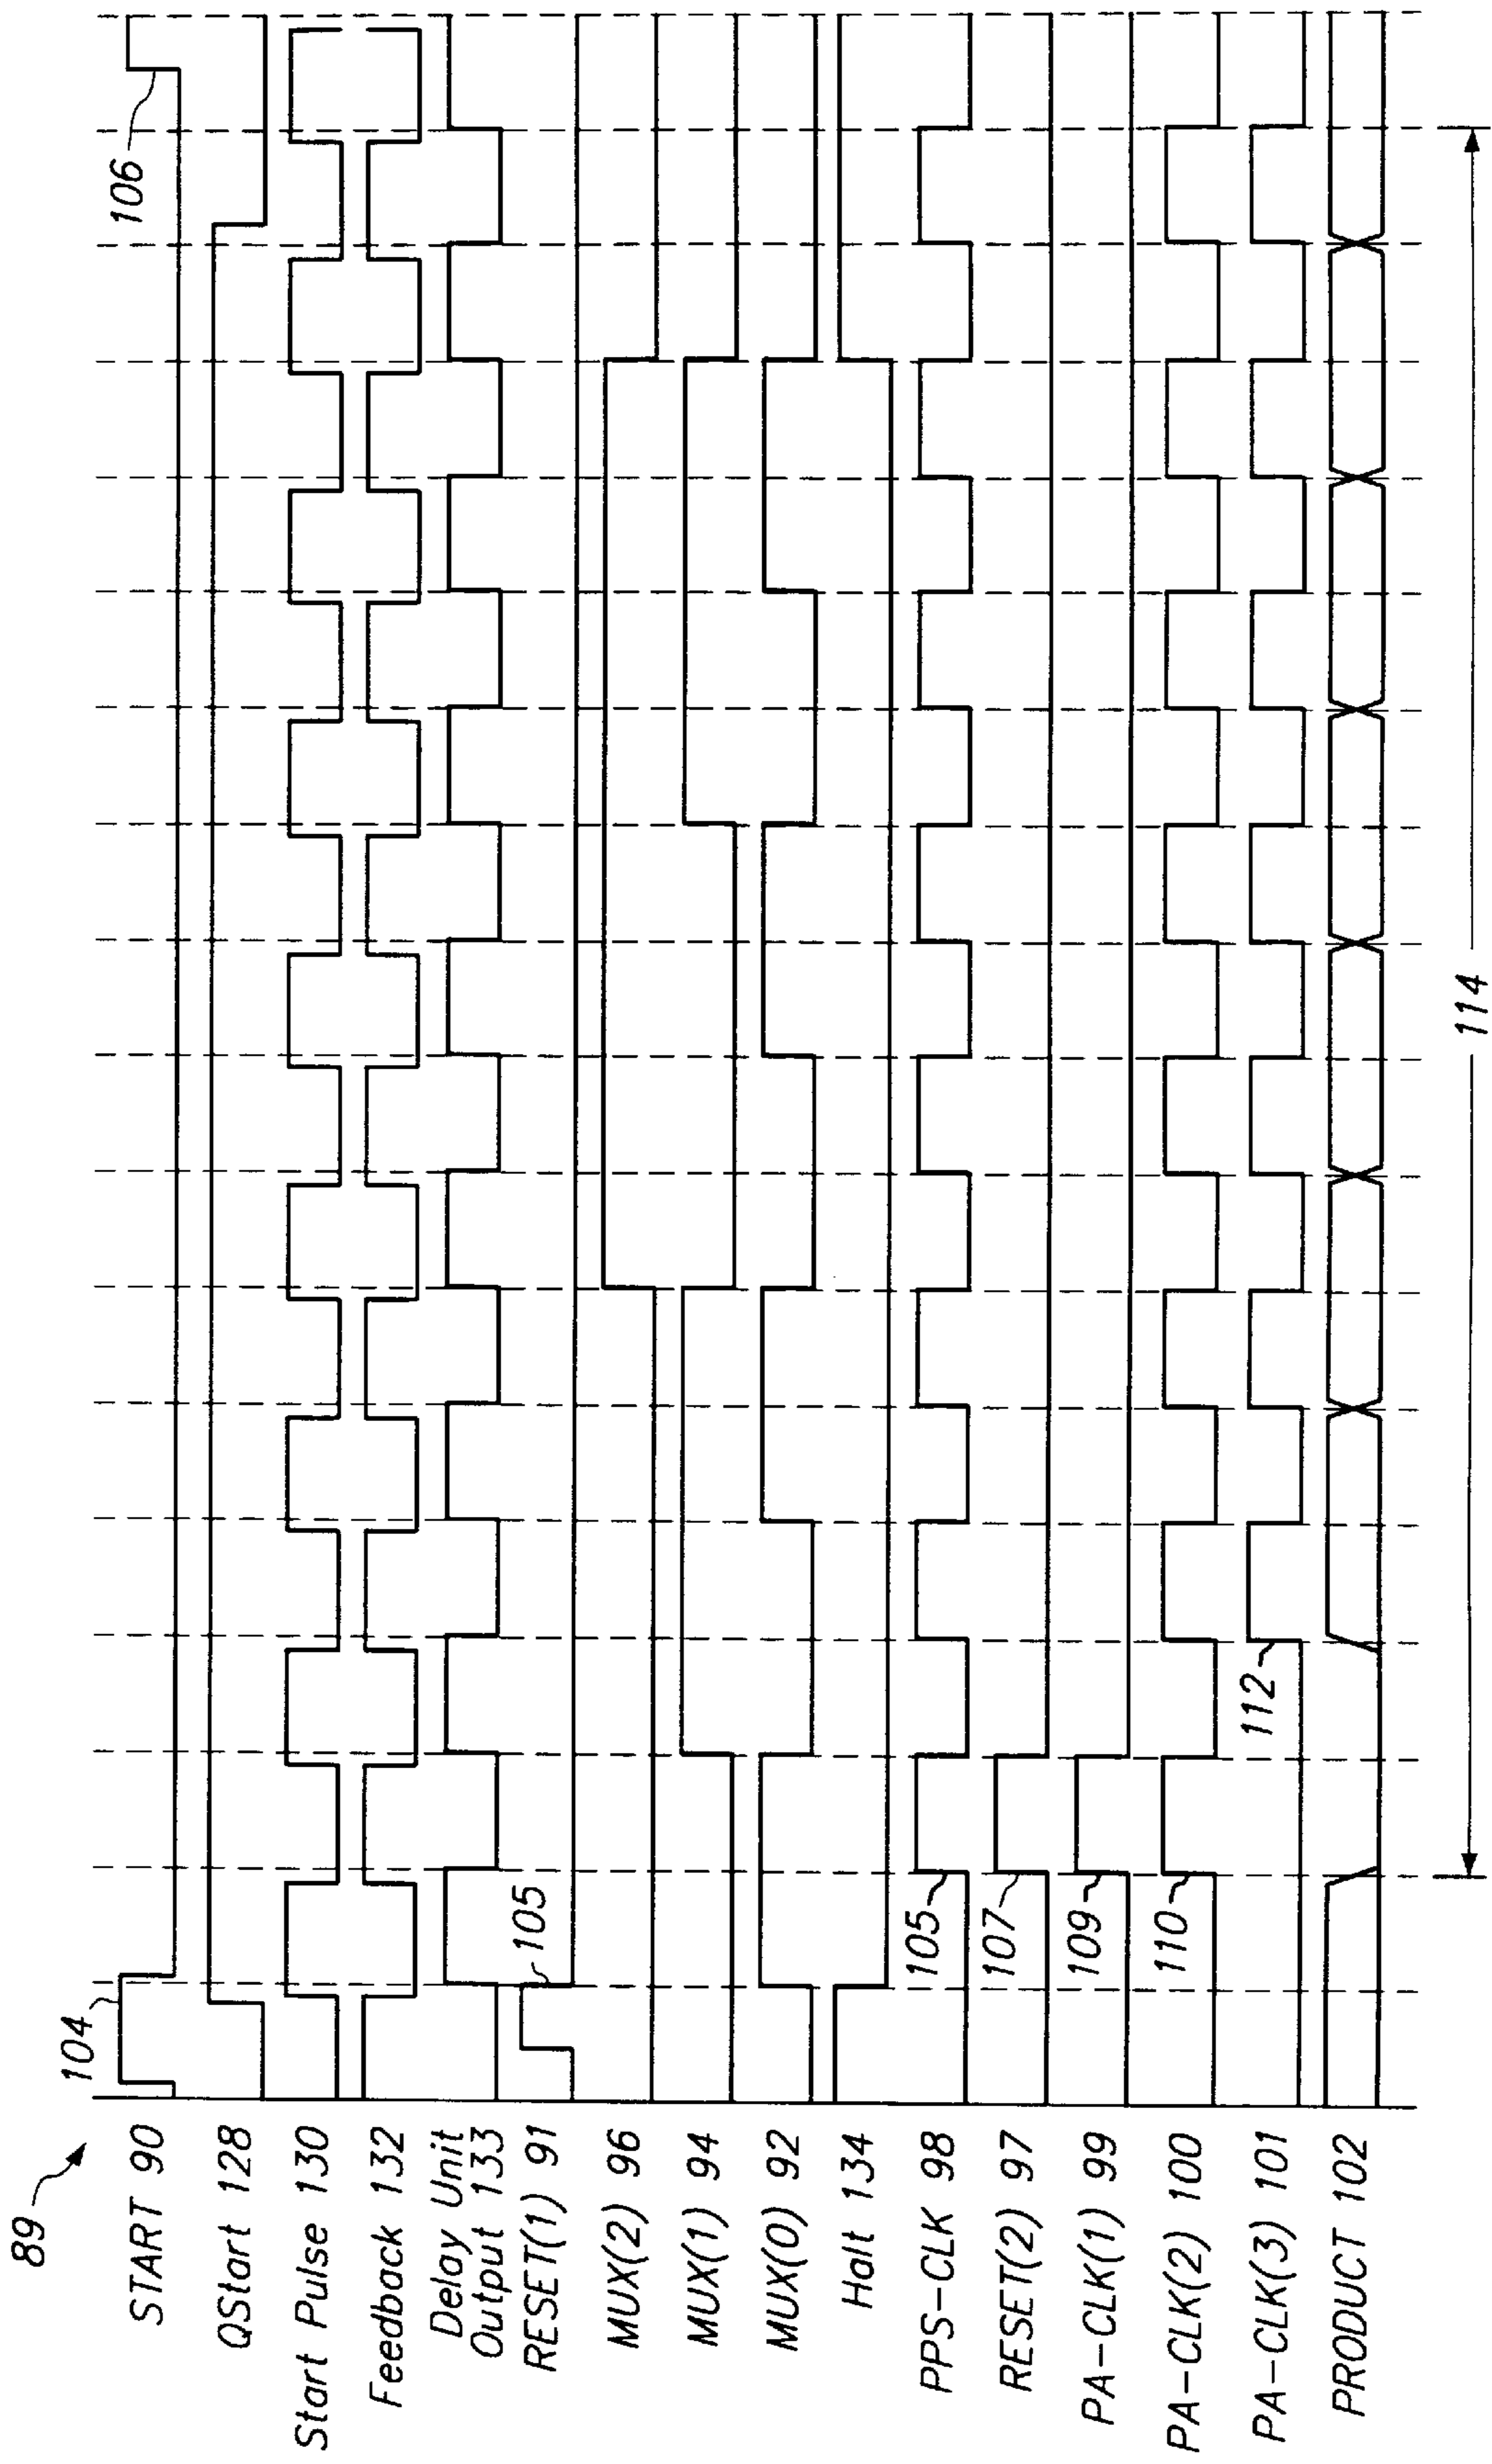 89
START 90
QStart 128
Start Pulse 130
Feedback 132
Delay Unit
Output 133
RESET(1) 91
MUX(2) 96
MUX(1) 94
MUX(0) 92
Halt 134
PPS-CLK 98
RESET(2) 97
PA-CLK(1) 99
PA-CLK(2) 100
PA-CLK(3) 101
PRODUCT 102
104
106
105
105
107
109
110
112
114